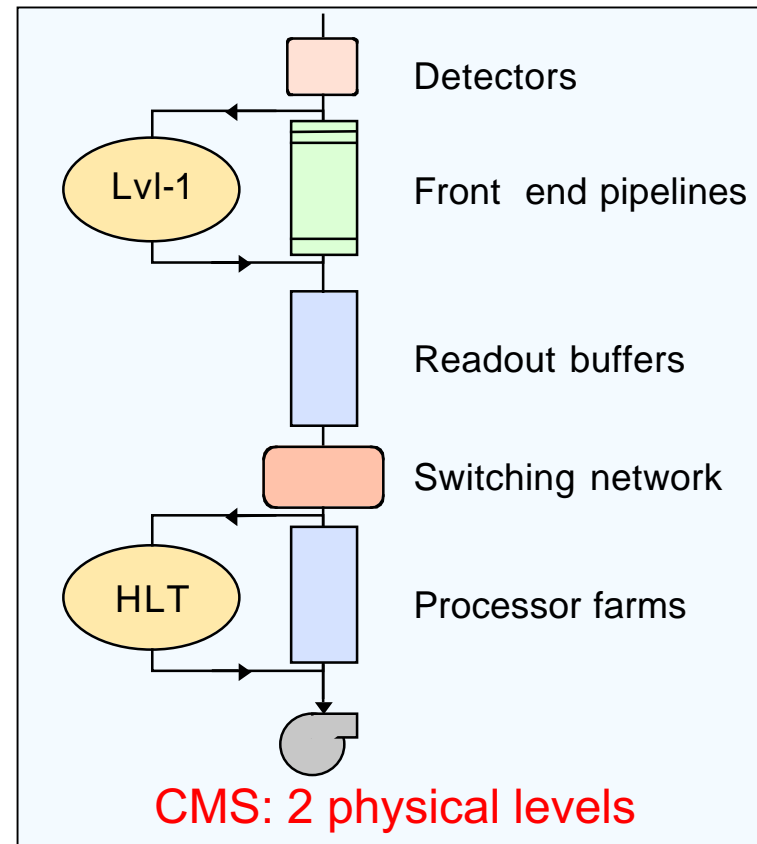 Detectors
Lvl-1
Front end pipelines
Readout buffers
Switching network
HLT
Processor farms
CMS: 2 physical levels